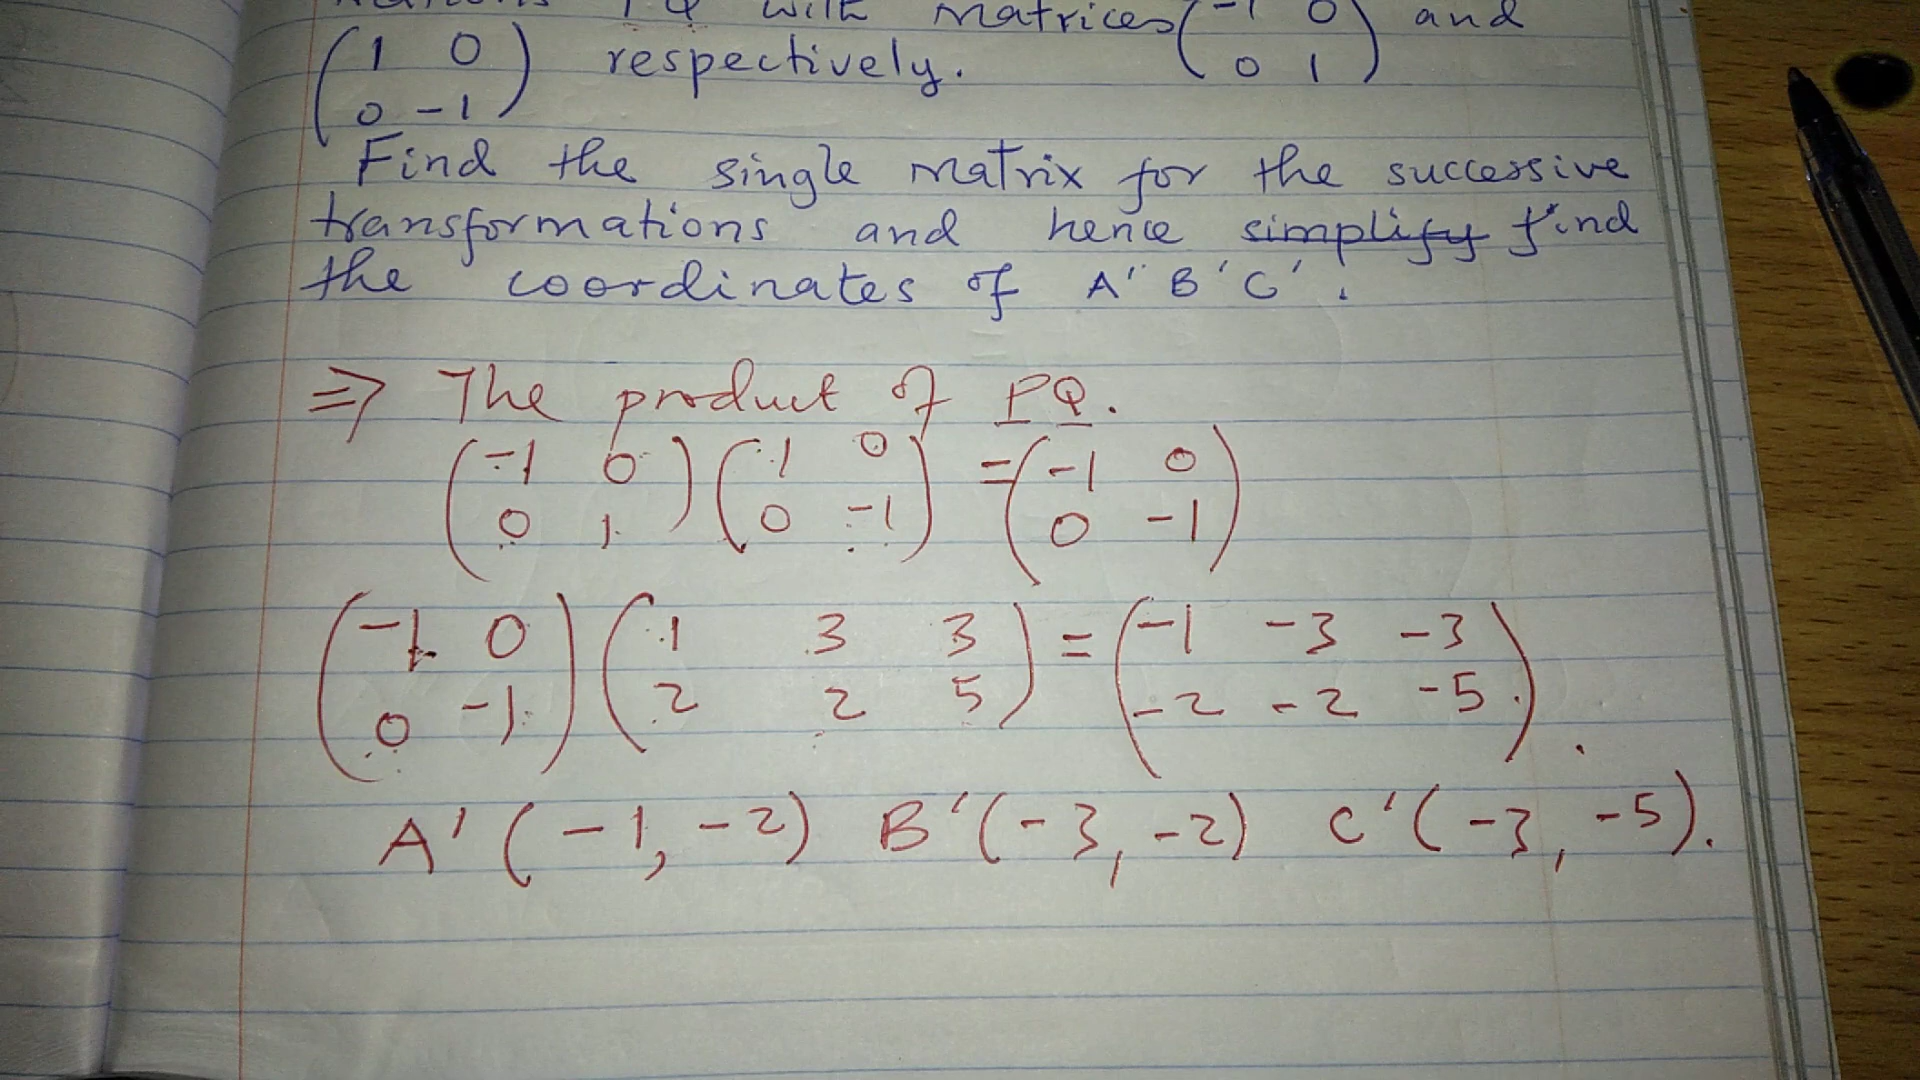 Q with matrices (-1 0 and
(1 0) respectively. 0 1)
0 -1)
Find the single matrix for the successive
transformations and hence simplify find
the coordinates of A' B' C'.
⇒ The product of PQ.
(-1 0) (1 0) = (-1 0)
(0 1) (0 -1) (0 -1)
(-1 0) (1 3 3) = (-1 -3 -3)
(0 -1) (2 2 5) (-2 -2 -5).
A' (-1, -2) B' (-3, -2) C' (-3, -5).